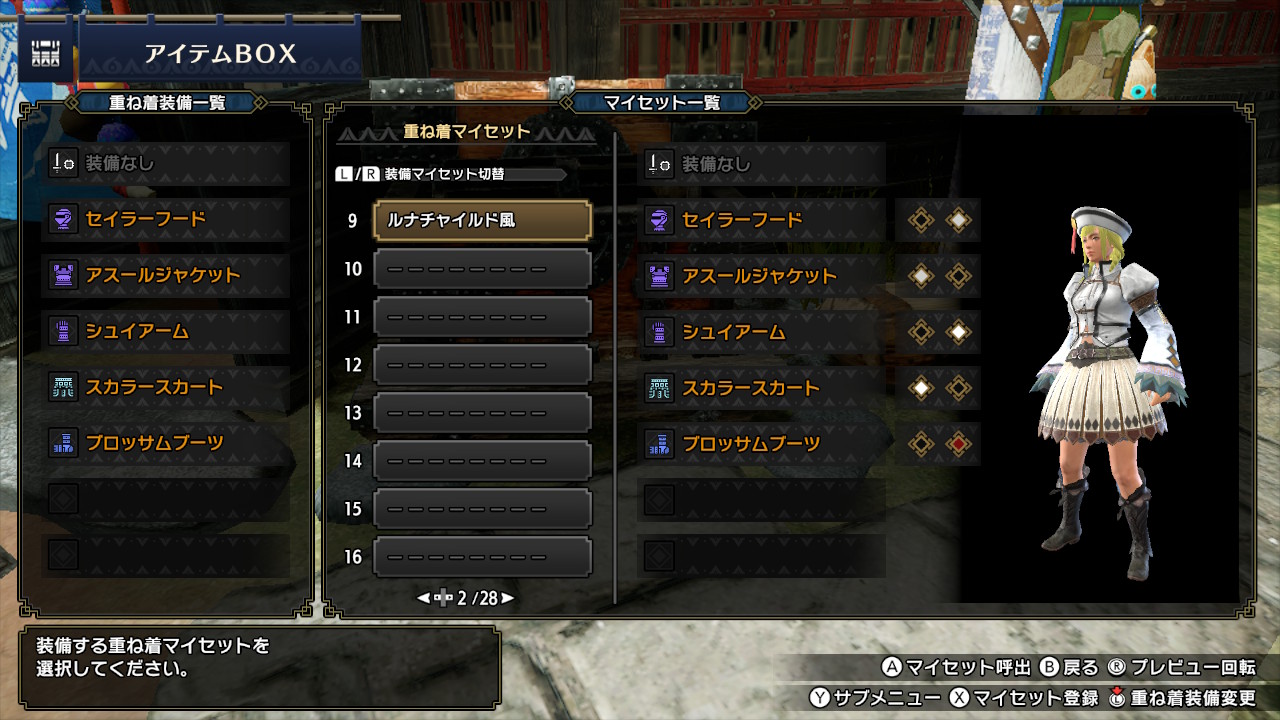 アイテムBOX
重ね着装備一覧
装備なし
セイラーフード
アスールジャケット
シュイアーム
スカラースカート
ブロッサムブーツ
マイセット一覧
重ね着マイセット
L/R 装備マイセット切替
9 ルナチャイルド風
10 --------
11 --------
12 --------
13 --------
14 --------
15 --------
16 --------
2/28
装備なし
セイラーフード
アスールジャケット
シュイアーム
スカラースカート
ブロッサムブーツ
装備する重ね着マイセットを
選択してください。
Aマイセット呼出 B戻る Rプレビュー回転
Yサブメニュー Xマイセット登録 L重ね着装備変更